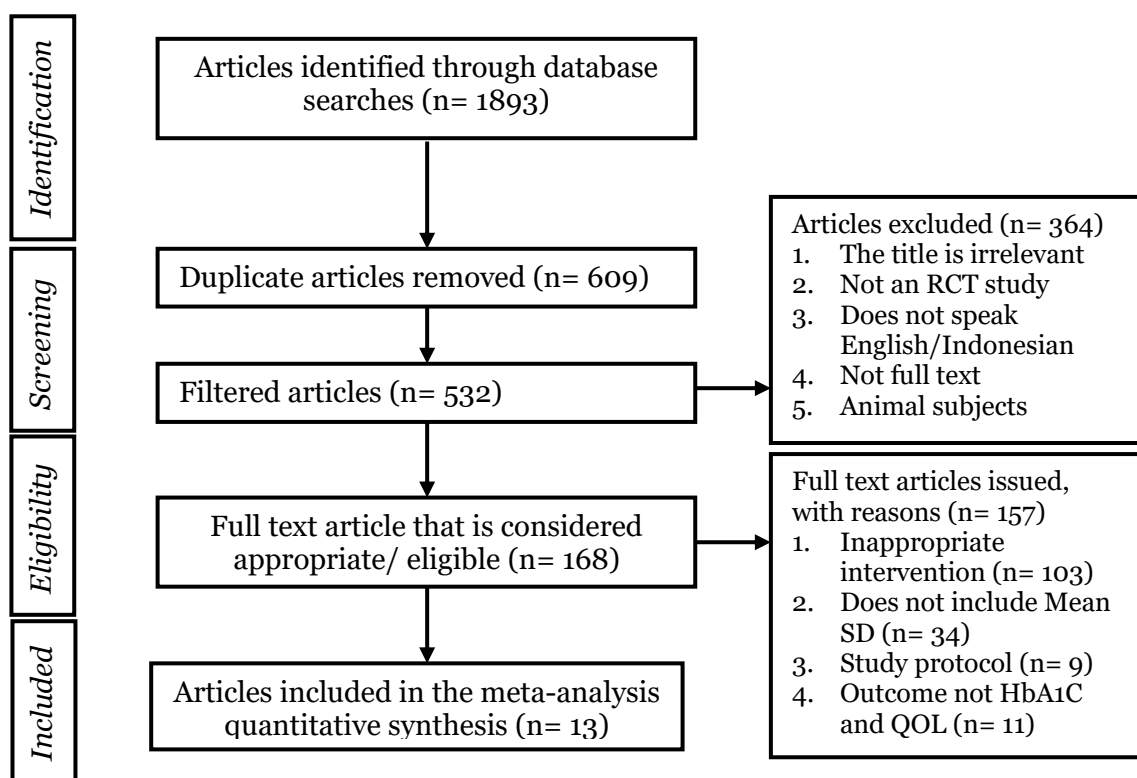 Identification
Articles identified through database
searches (n= 1893)
Screening
Duplicate articles removed (n= 609)
Filtered articles (n= 532)
Articles excluded (n= 364)
1. The title is irrelevant
2. Not an RCT study
3. Does not speak
English/Indonesian
4. Not full text
5. Animal subjects
Eligibility
Full text article that is considered
appropriate/ eligible (n= 168)
Full text articles issued,
with reasons (n= 157)
1. Inappropriate
intervention (n= 103)
2. Does not include Mean
SD (n= 34)
3. Study protocol (n= 9)
4. Outcome not HbA1C
and QOL (n= 11)
Included
Articles included in the meta-analysis
quantitative synthesis (n= 13)